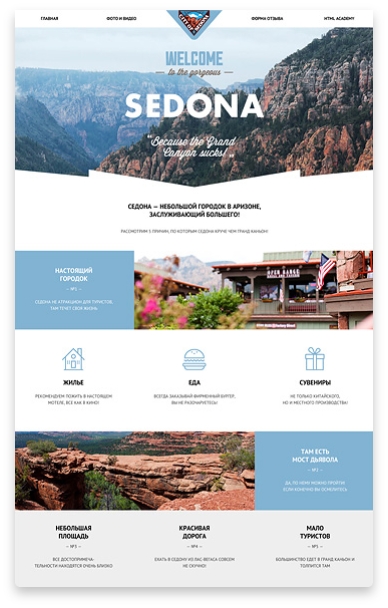 ГЛАВНАЯ
ФОТО И ВИДЕО
ФОРМА ОТЗЫВА
HTML ACADEMY
WELCOME
to the gorgeous
SEDONA
"Because the Grand
Canyon sucks!"
СЕДОНА — НЕБОЛЬШОЙ ГОРОДОК В АРИЗОНЕ,
ЗАСЛУЖИВАЮЩИЙ БОЛЬШЕГО!
РАССМОТРИМ 5 ПРИЧИН, ПО КОТОРЫМ СЕДОНА КРУЧЕ ЧЕМ ГРАНД КАНЬОН!
НАСТОЯЩИЙ
ГОРОДОК
— №1 —
СЕДОНА НЕ АТРАКЦИОН ДЛЯ ТУРИСТОВ,
ТАМ ТЕЧЕТ СВОЯ ЖИЗНЬ
ЖИЛЬЕ
ЕДА
СУВЕНИРЫ
РЕКОМЕНДУЕМ ПОЖИТЬ В НАСТОЯЩЕМ
МОТЕЛЕ, ВСЕ КАК В КИНО!
ВСЕГДА ЗАКАЗЫВАЙ ФИРМЕННЫЙ БУРГЕР,
ВЫ НЕ РАЗОЧАРУЕТЕСЬ!
НЕ ТОЛЬКО КИТАЙСКОГО,
НО И МЕСТНОГО ПРОИЗВОДСТВА!
ТАМ ЕСТЬ
МОСТ ДЬЯВОЛА
— №2 —
ДА, ПО НЕМУ МОЖНО ПРОЙТИ!
ЕСЛИ КОНЕЧНО ВЫ ОСМЕЛИТЕСЬ
НЕБОЛЬШАЯ
ПЛОЩАДЬ
— №3 —
ВСЕ ДОСТОПРИМЕЧА-
ТЕЛЬНОСТИ НАХОДЯТСЯ ОЧЕНЬ БЛИЗКО
КРАСИВАЯ
ДОРОГА
— №4 —
ЕХАТЬ В СЕДОНУ ИЗ ЛАС-ВЕГАСА СОВСЕМ
НЕ СКУЧНО!
МАЛО
ТУРИСТОВ
— №5 —
БОЛЬШИНСТВО ЕДЕТ В ГРАНД КАНЬОН И
ТОЛПИТСЯ ТАМ